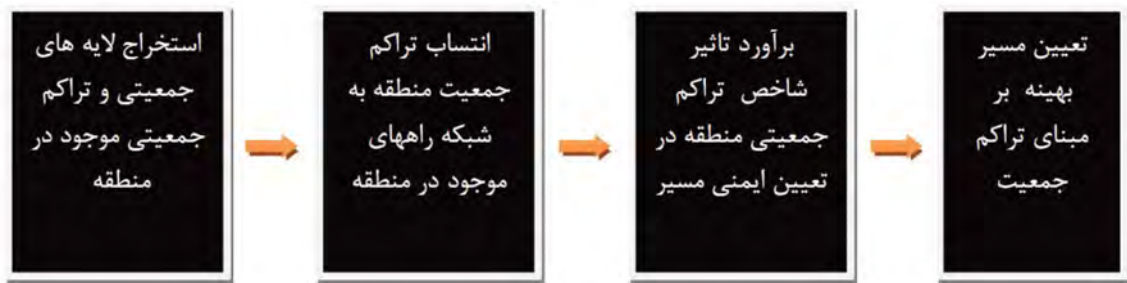 استخراج لایه های
جمعیتی و تراکم
جمعیتی موجود در
منطقه
انتساب تراکم
جمعیت منطقه به
شبکه راههای
موجود در منطقه
برآورد تاثیر
شاخص تراکم
جمعیتی منطقه در
تعیین ایمنی مسیر
تعیین مسیر
بهینه بر
مبنای تراکم
جمعیت